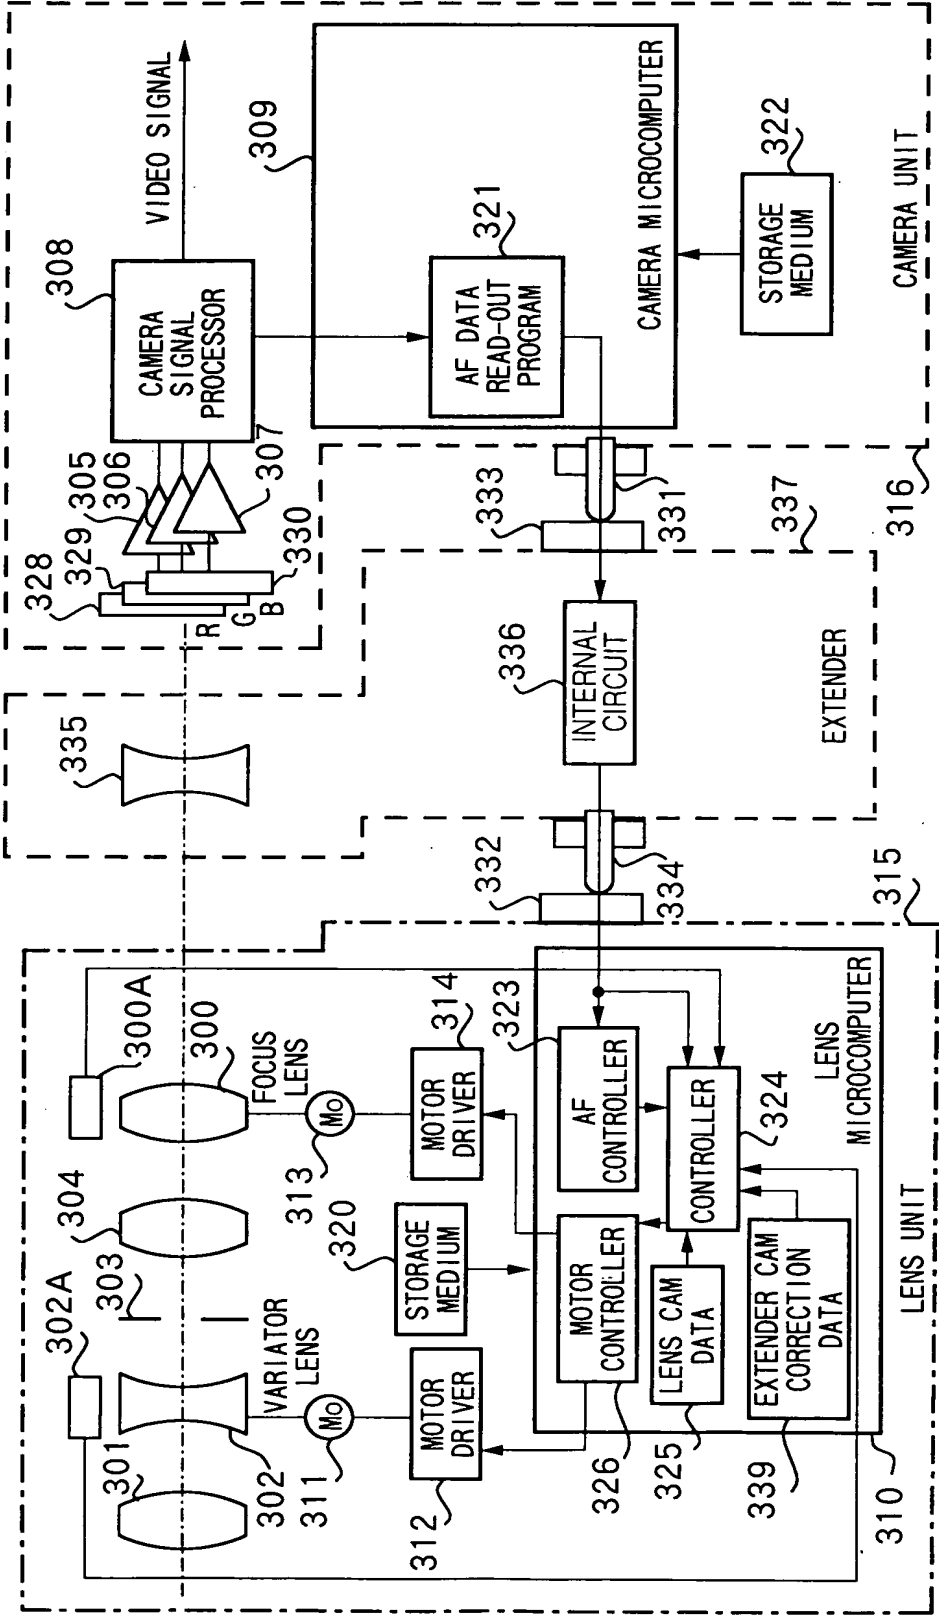 302A
301
302
VARIATOR
LENS
303
304
300A
300
FOCUS
LENS
335
328
329
330
R
G
B
305
306
307
308
CAMERA
SIGNAL
PROCESSOR
VIDEO SIGNAL
309
311
Mo
313
Mo
312
MOTOR
DRIVER
320
STORAGE
MEDIUM
314
MOTOR
DRIVER
323
AF
CONTROLLER
MOTOR
CONTROLLER
326
325
LENS CAM
DATA
CONTROLLER
324
339
EXTENDER CAM
CORRECTION
DATA
LENS
MICROCOMPUTER
310
LENS UNIT
315
332
334
336
INTERNAL
CIRCUIT
EXTENDER
337
333
331
321
AF DATA
READ-OUT
PROGRAM
CAMERA MICROCOMPUTER
322
STORAGE
MEDIUM
CAMERA UNIT
316